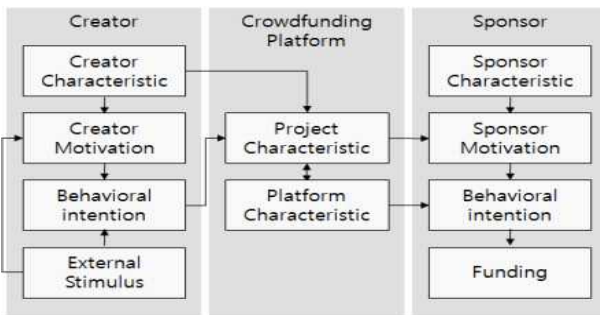 Creator
Creator
Characteristic
Creator
Motivation
Behavioral
intention
External
Stimulus
Crowdfunding
Platform
Project
Characteristic
Platform
Characteristic
Sponsor
Sponsor
Characteristic
Sponsor
Motivation
Behavioral
intention
Funding